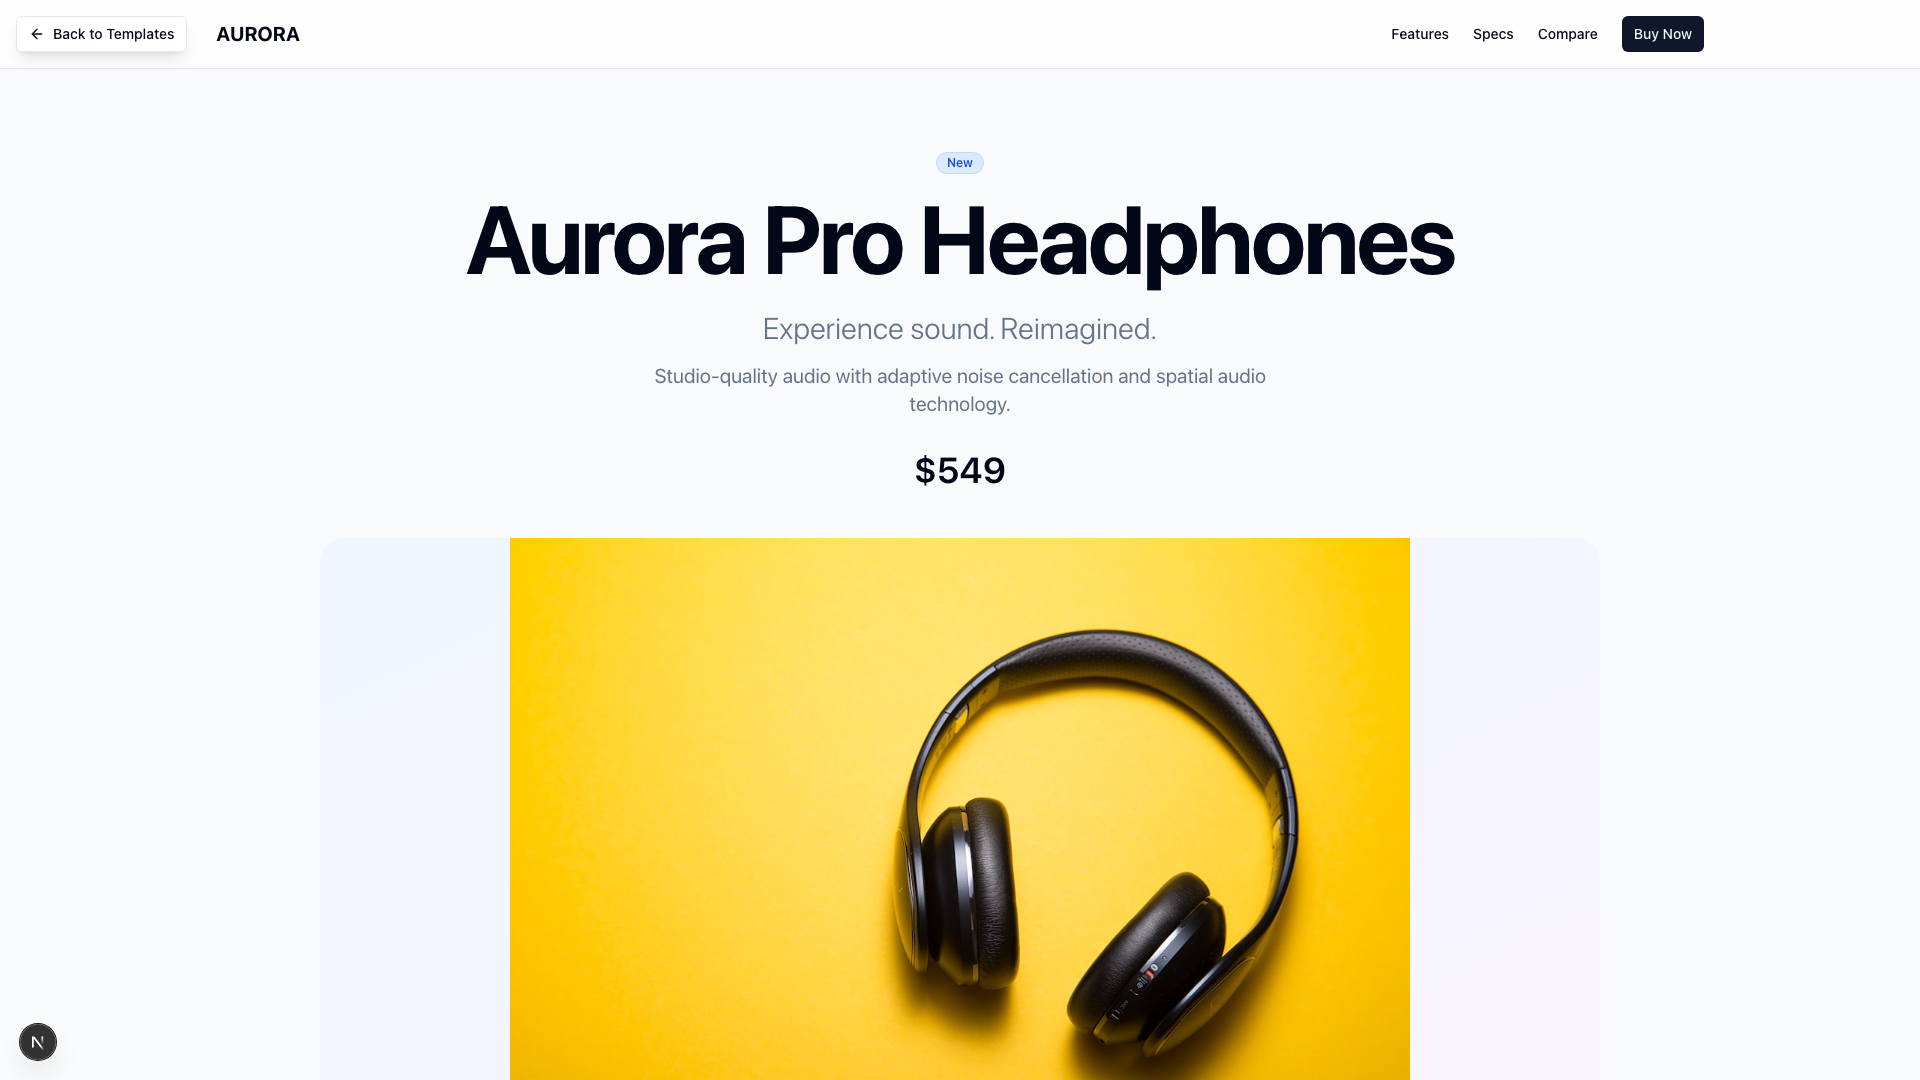 Back to Templates
AURORA
Features
Specs
Compare
Buy Now
New
Aurora Pro Headphones
Experience sound. Reimagined.
Studio-quality audio with adaptive noise cancellation and spatial audio
technology.
$549
N